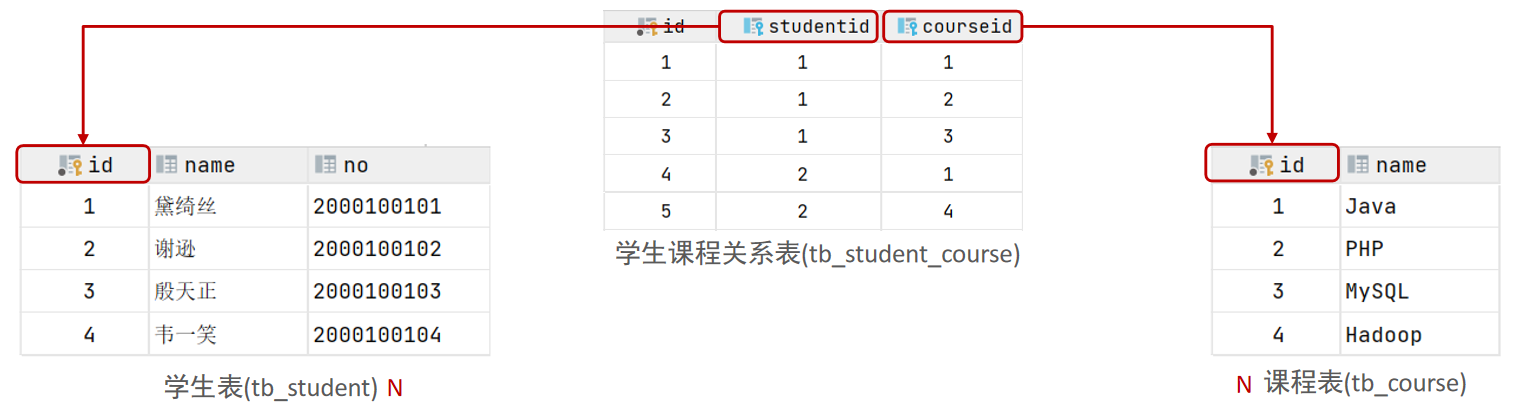 id studentid courseid
1 1 1
2 1 2
3 1 3
4 2 1
5 2 4
学生课程关系表(tb_student_course)
id name no
1 黛绮丝 2000100101
2 谢逊 2000100102
3 殷天正 2000100103
4 韦一笑 2000100104
学生表(tb_student) N
id name
1 Java
2 PHP
3 MySQL
4 Hadoop
N 课程表(tb_course)